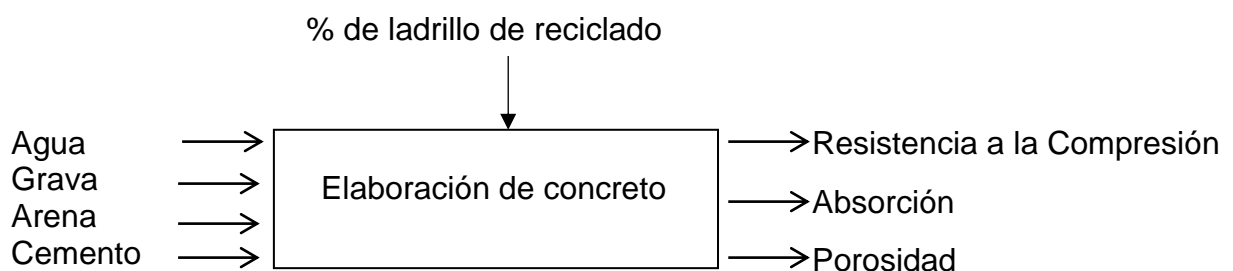 % de ladrillo de reciclado
Agua
Grava
Arena
Cemento
Elaboración de concreto
Resistencia a la Compresión
Absorción
Porosidad